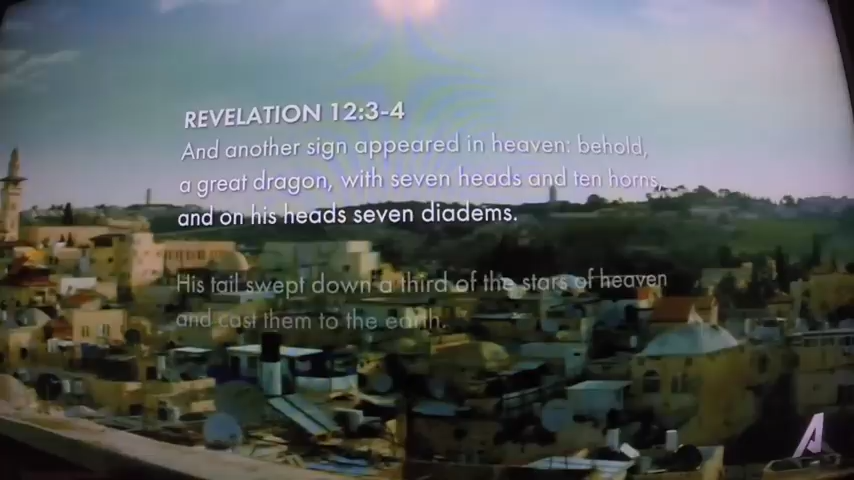 REVELATION 12:3-4
And another sign appeared in heaven: behold,
a great dragon, with seven heads and ten horns,
and on his heads seven diadems.
His tail swept down a third of the stars of heaven
and cast them to the earth.